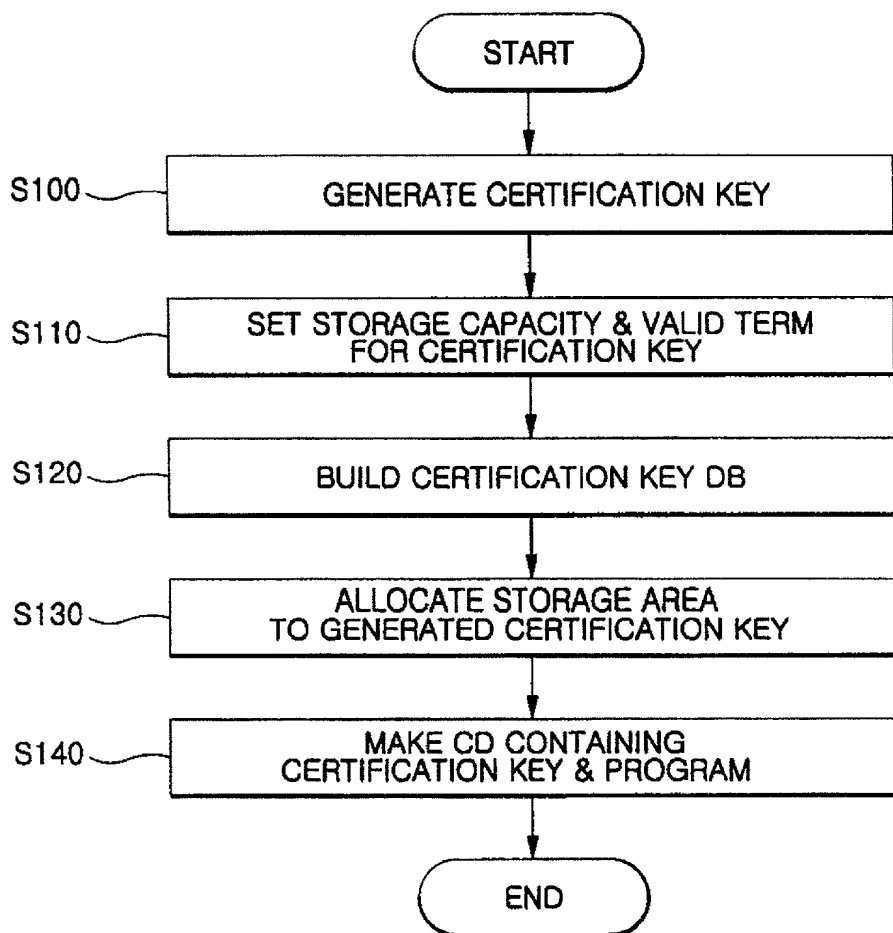 START
S100
GENERATE CERTIFICATION KEY
S110
SET STORAGE CAPACITY & VALID TERM
FOR CERTIFICATION KEY
S120
BUILD CERTIFICATION KEY DB
S130
ALLOCATE STORAGE AREA
TO GENERATED CERTIFICATION KEY
S140
MAKE CD CONTAINING
CERTIFICATION KEY & PROGRAM
END